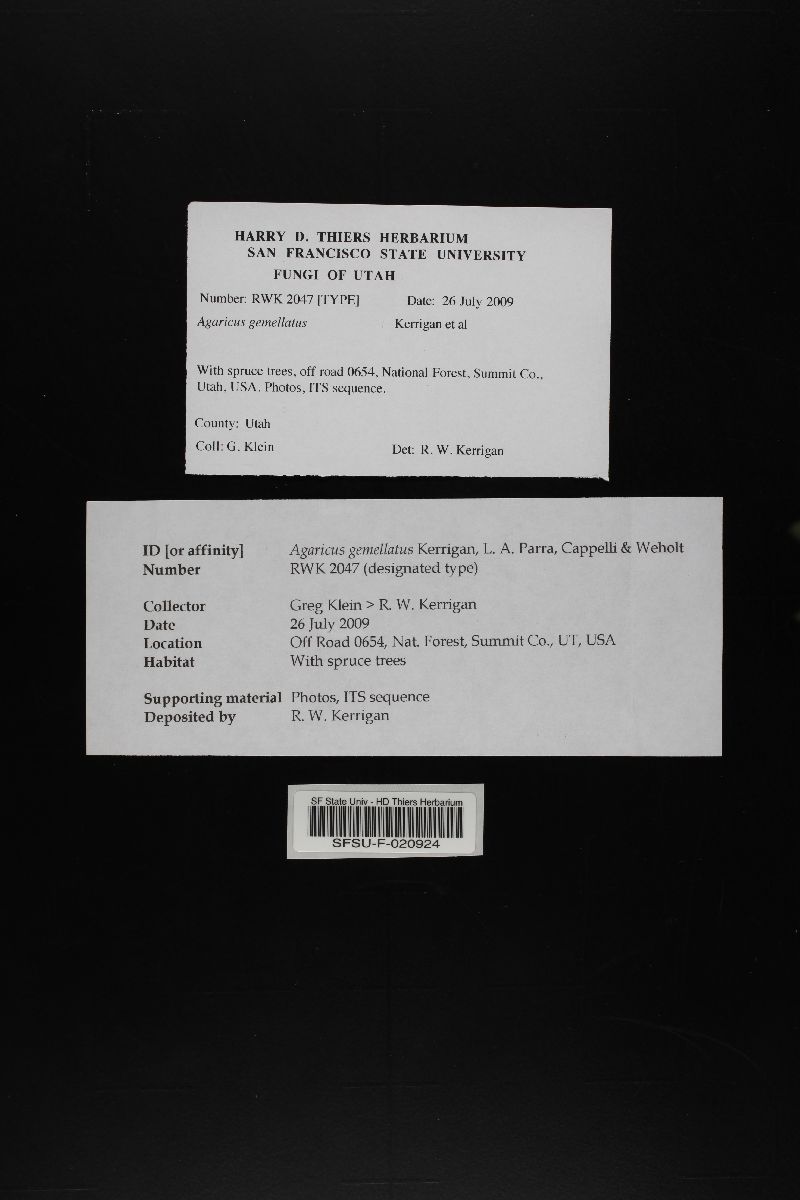 HARRY D. THIERS HERBARIUM
SAN FRANCISCO STATE UNIVERSITY
FUNGI OF UTAH
Number: RWK 2047 [TYPE] Date: 26 July 2009
Agaricus gemellatus Kerrigan et al
With spruce trees, off road 0654, National Forest, Summit Co.,
Utah, USA. Photos, ITS sequence.
County: Utah
Coll: G. Klein Det: R. W. Kerrigan
ID [or affinity] Agaricus gemellatus Kerrigan, L. A. Parra, Cappelli & Weholt
Number RWK 2047 (designated type)
Collector Greg Klein > R. W. Kerrigan
Date 26 July 2009
Location Off Road 0654, Nat. Forest, Summit Co., UT, USA
Habitat With spruce trees
Supporting material Photos, ITS sequence
Deposited by R. W. Kerrigan
SF State Univ - HD Thiers Herbarium
SFSU-F-020924